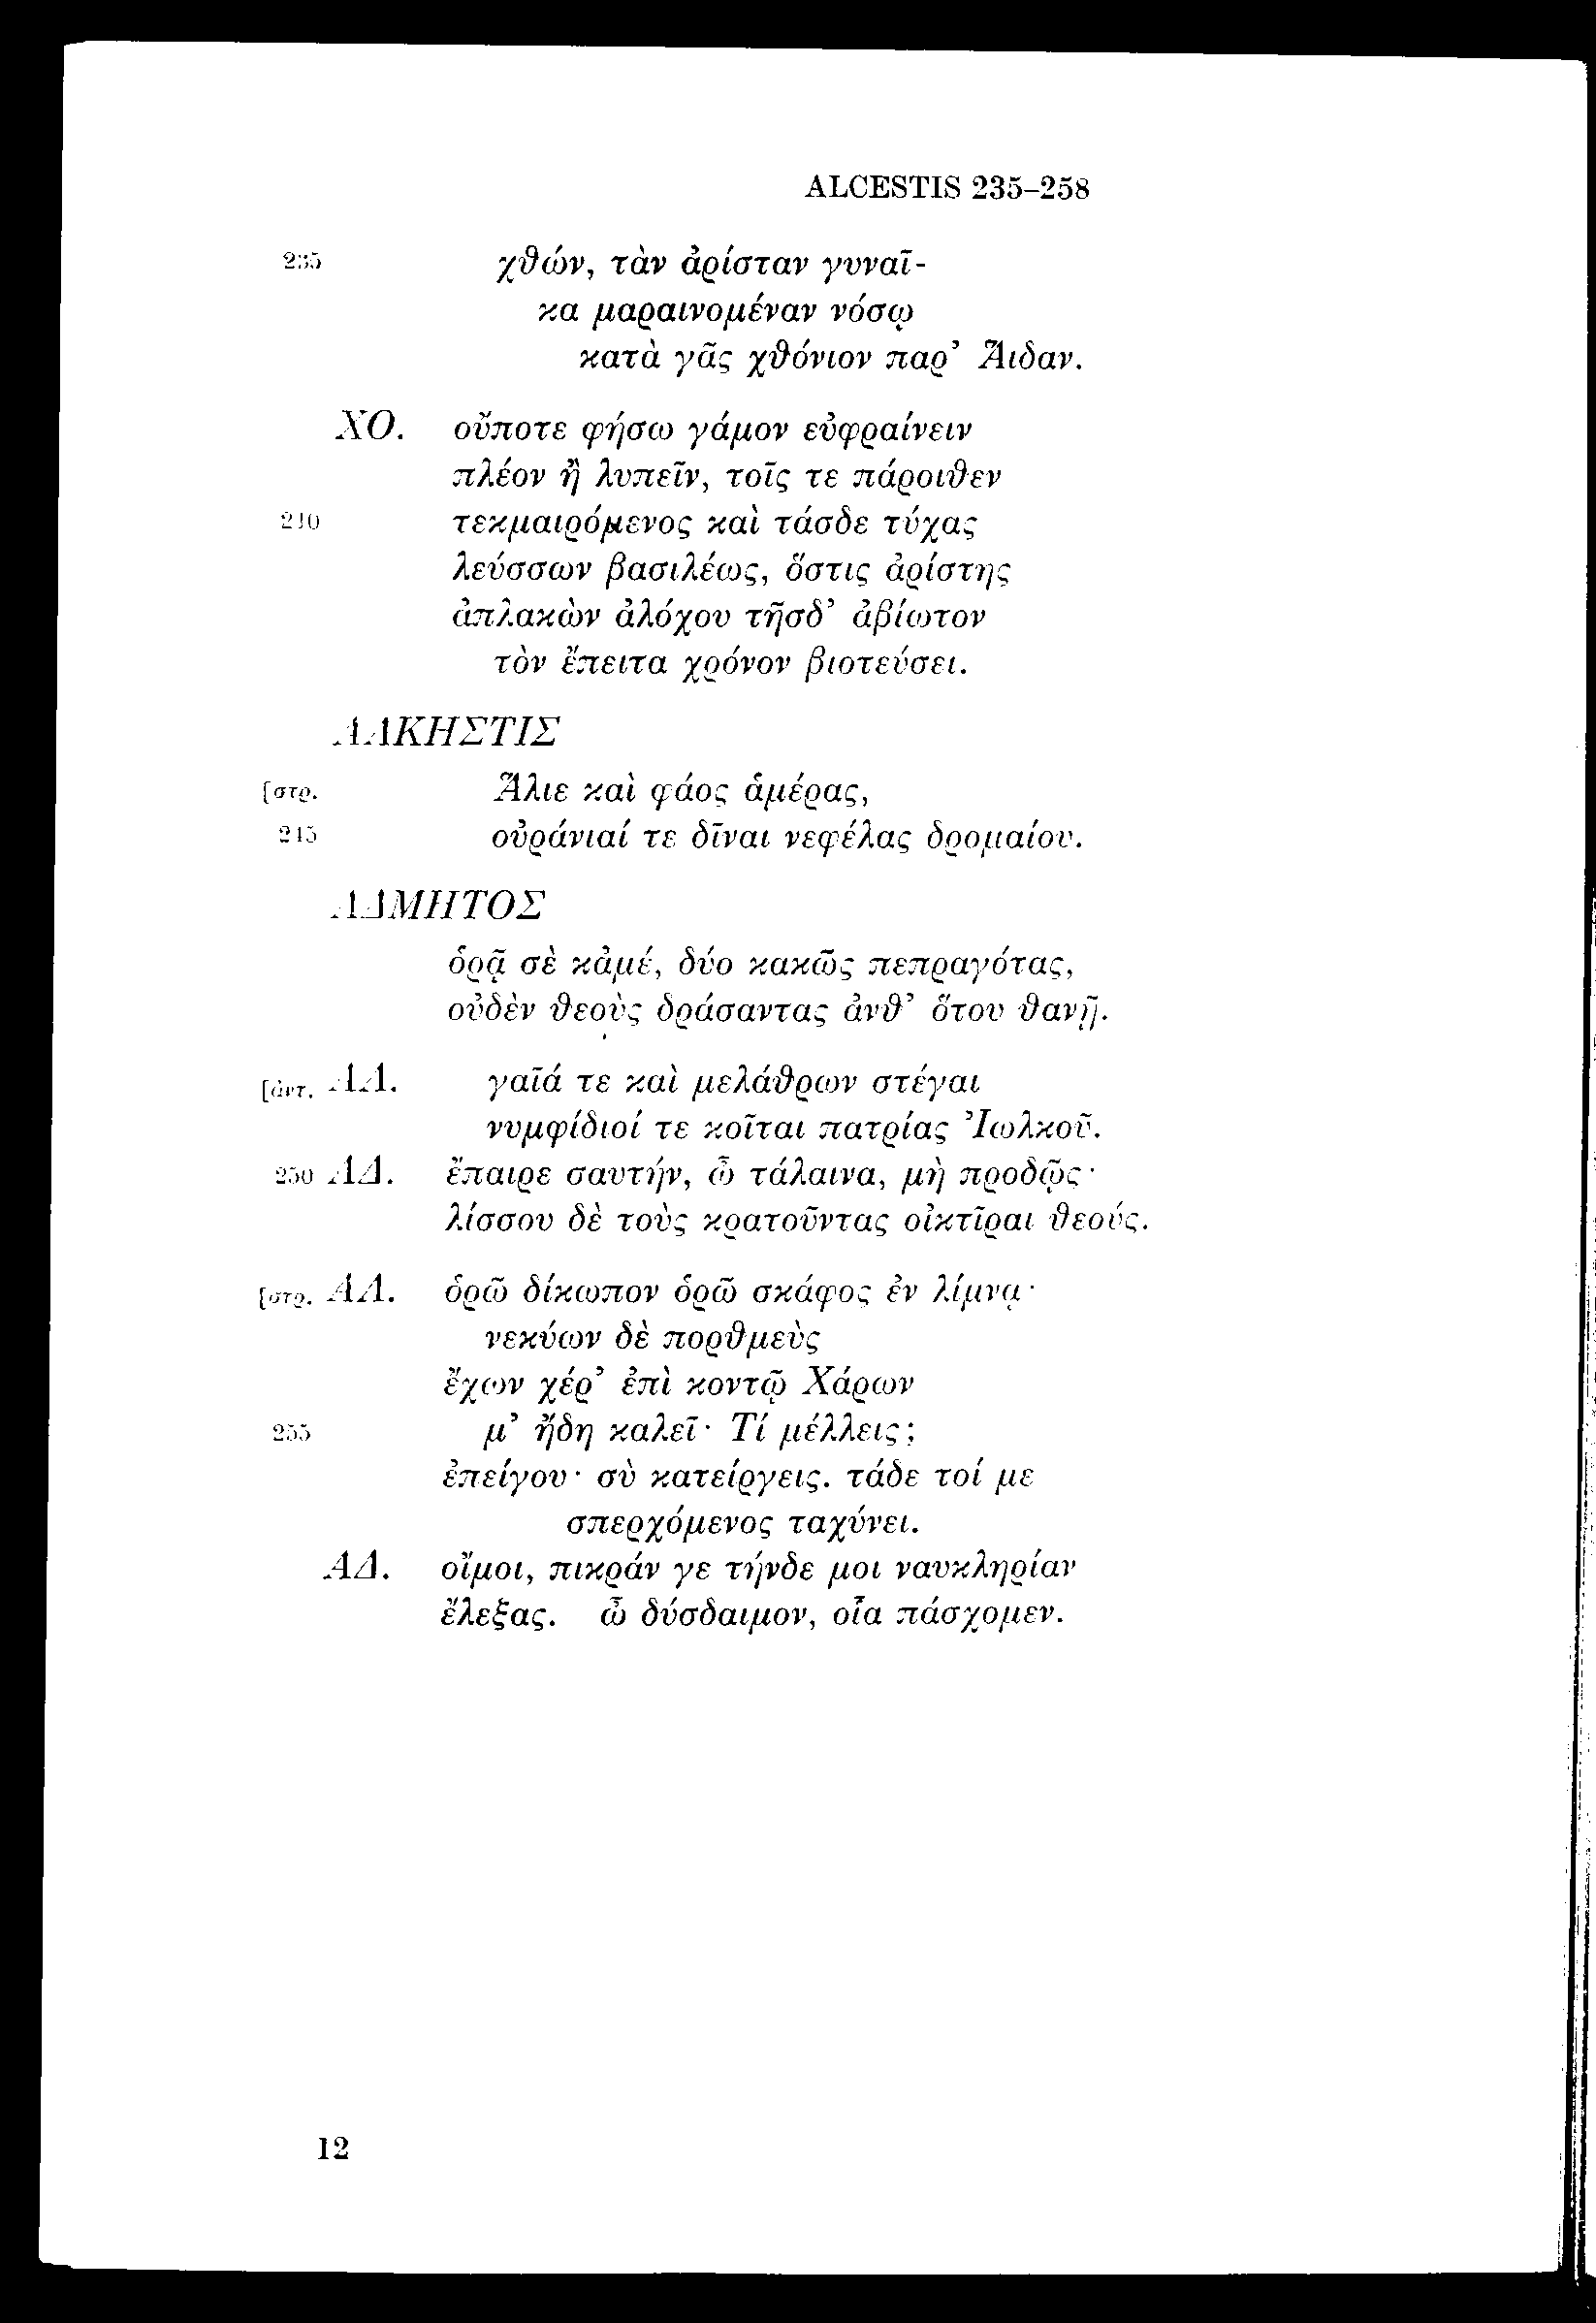 ALCESTIS 235–258
235 χθών, τὰν ἀρίσταν γυναῖ-
κα μαραινομέναν νόσῳ
κατὰ γᾶς χθόνιον παρ’ Ἅιδαν.
ΧΟ. οὔποτε φήσω γάμον εὐφραίνειν
πλέον ἢ λυπεῖν, τοῖς τε πάροιθεν
240 τεκμαιρόμενος καὶ τάσδε τύχας
λεύσσων βασιλέως, ὅστις ἀρίστης
ἀπλακὼν ἀλόχου τῆσδ’ ἀβίωτον
τὸν ἔπειτα χρόνον βιοτεύσει.
ΑΛΚΗΣΤΙΣ
[στρ. Ἅλιε καὶ φάος ἁμέρας,
245 οὐράνιαί τε δῖναι νεφέλας δρομαίου.
ΑΔΜΗΤΟΣ
ὁρᾷ σὲ κἀμέ, δύο κακῶς πεπραγότας,
οὐδὲν θεοὺς δράσαντας ἀνθ’ ὅτου θανῇ.
[ἀντ. ΑΛ. γαῖά τε καὶ μελάθρων στέγαι
νυμφίδιοί τε κοῖται πατρίας Ἰωλκοῦ.
250 ΑΔ. ἔπαιρε σαυτήν, ὦ τάλαινα, μὴ προδῷς·
λίσσου δὲ τοὺς κρατοῦντας οἰκτῖραι θεούς.
[στρ. ΑΛ. ὁρῶ δίκωπον ὁρῶ σκάφος ἐν λίμνᾳ·
νεκύων δὲ πορθμεὺς
ἔχων χέρ’ ἐπὶ κοντῷ Χάρων
255 μ’ ἤδη καλεῖ· Τί μέλλεις;
ἐπείγου· σὺ κατείργεις. τάδε τοί με
σπερχόμενος ταχύνει.
ΑΔ. οἴμοι, πικράν γε τήνδε μοι ναυκληρίαν
ἔλεξας. ὦ δύσδαιμον, οἷα πάσχομεν.
12